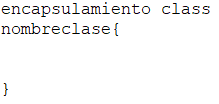 encapsulamiento class
nombreclase{
}